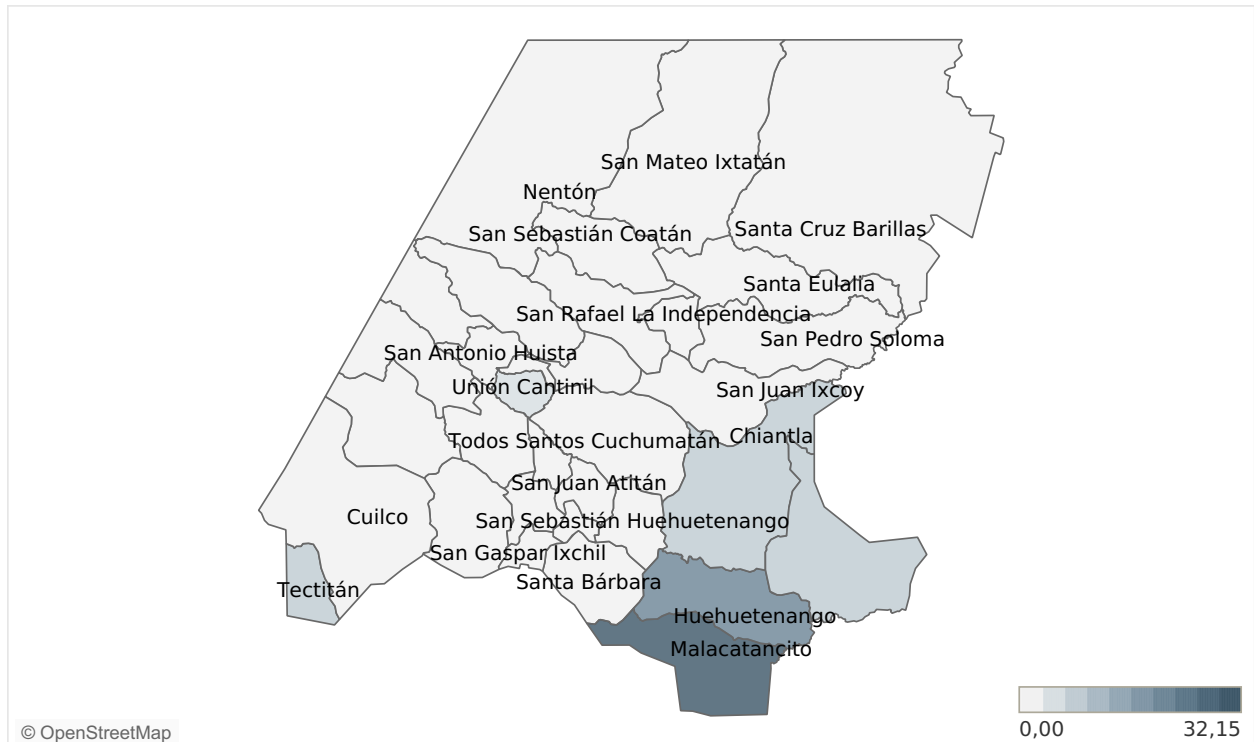 San Mateo Ixtatán
Nentón
Santa Cruz Barillas
San Sebastián Coatán
Santa Eulalia
San Rafael La Independencia
San Pedro Soloma
San Antonio Huista
Unión Cantinil
San Juan Ixcoy
Chiantla
Todos Santos Cuchumatán
San Juan Atitán
Cuilco
San Sebastián Huehuetenango
San Gaspar Ixchil
Santa Bárbara
Tectitán
Huehuetenango
Malacatancito
0,00 32,15
© OpenStreetMap